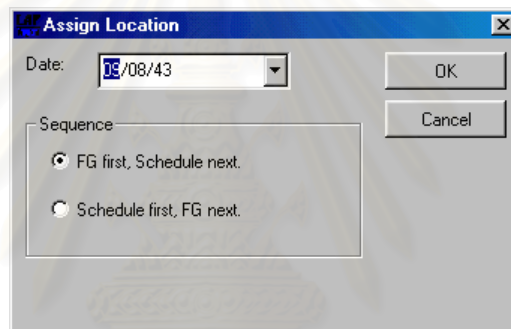 Assign Location
Date: 09/08/43
OK
Cancel
Sequence
FG first, Schedule next.
Schedule first, FG next.